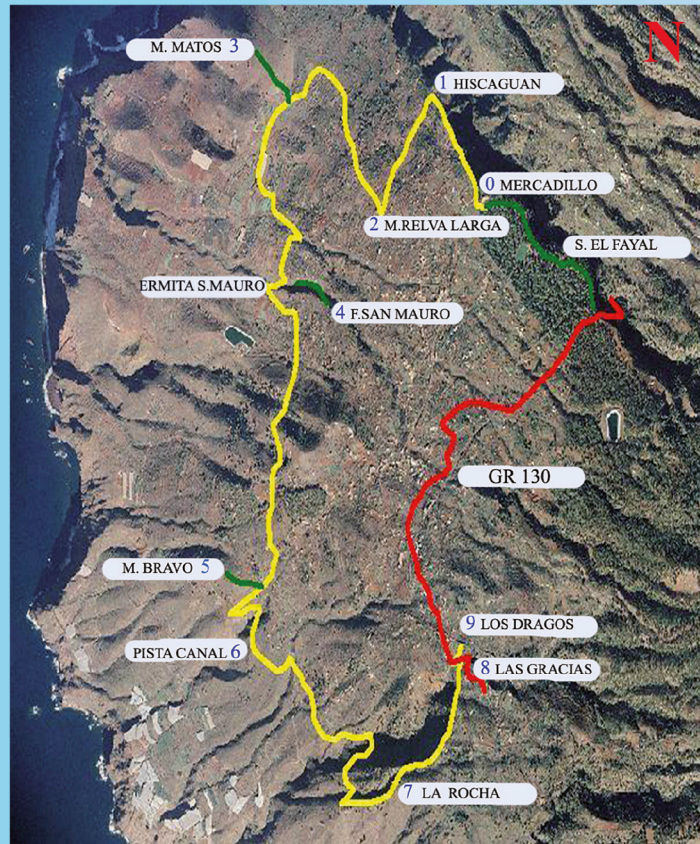 N
M. MATOS 3
1 HISCAGUAN
0 MERCADILLO
2 M.RELVA LARGA
S. EL FAYAL
ERMITA S.MAURO
4 F.SAN MAURO
GR 130
M. BRAVO 5
9 LOS DRAGOS
PISTA CANAL 6
8 LAS GRACIAS
7 LA ROCHA